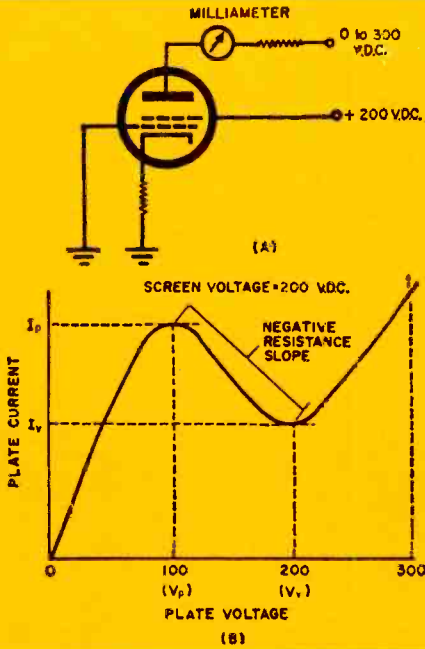 MILLIAMETER
0 to 300
V.D.C.
+ 200 V.D.C.
(A)
SCREEN VOLTAGE=200 V.D.C.
NEGATIVE
RESISTANCE
SLOPE
Ip
Iv
PLATE CURRENT
0 100 200 300
(Vp) (Vv)
PLATE VOLTAGE
(B)